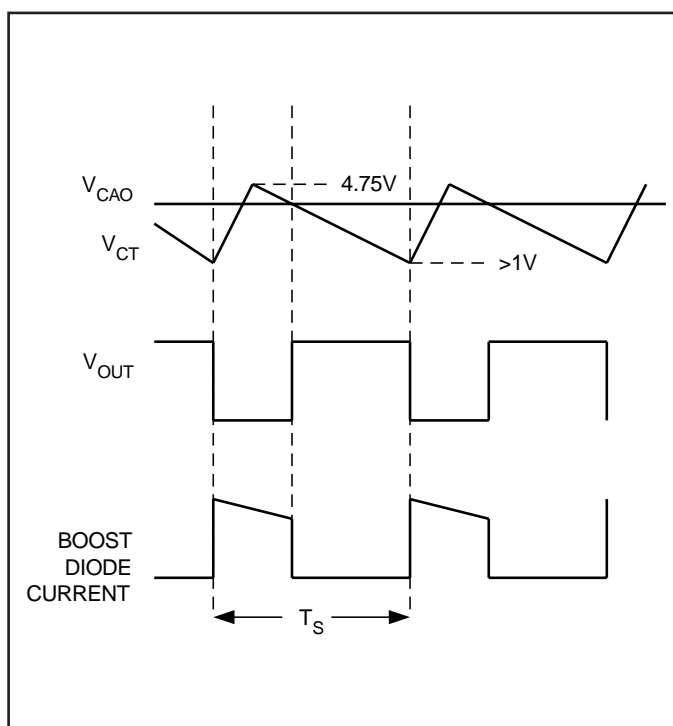 V_CAO
4.75V
V_CT
>1V
V_OUT
BOOST
DIODE
CURRENT
T_S